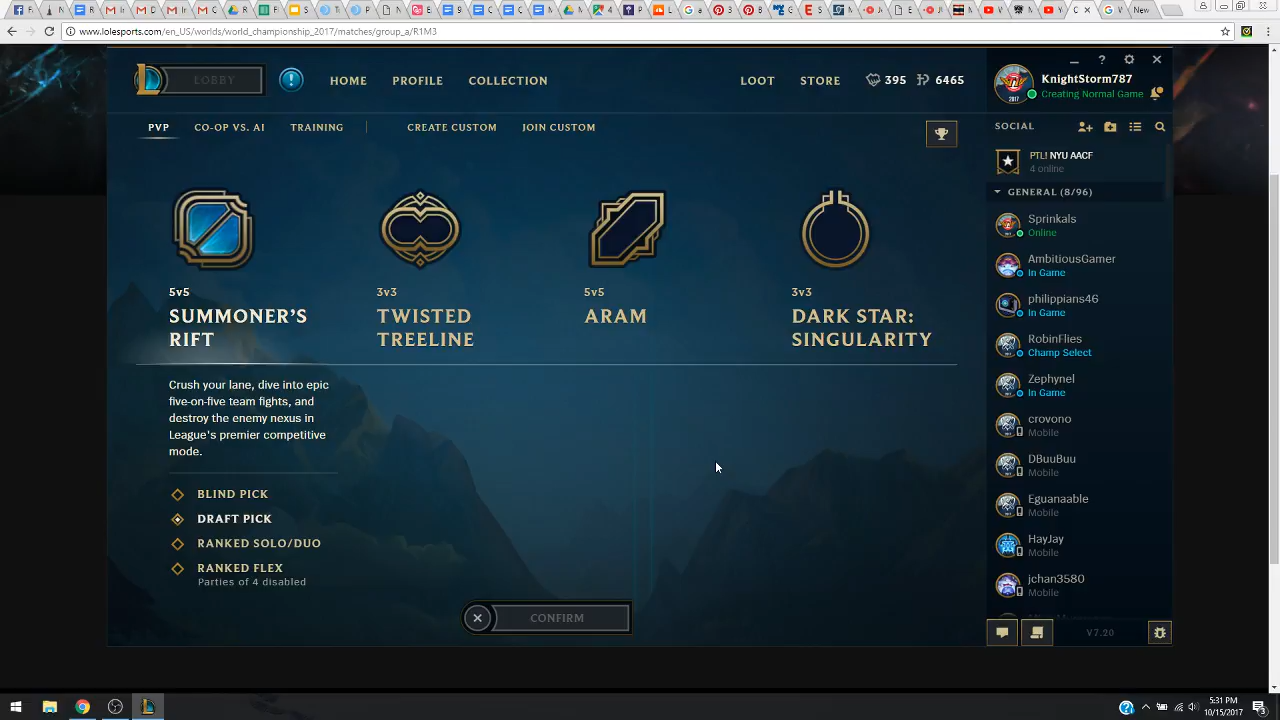 www.lolesports.com/en_US/worlds/world_championship_2017/matches/group_a/R1M3
LOBBY
HOME
PROFILE
COLLECTION
LOOT
STORE
395
6465
KnightStorm787
Creating Normal Game
PVP
CO-OP VS. AI
TRAINING
CREATE CUSTOM
JOIN CUSTOM
SOCIAL
PTL! NYU AACF
4 online
GENERAL (8/96)
5v5
SUMMONER'S
RIFT
3v3
TWISTED
TREELINE
5v5
ARAM
3v3
DARK STAR:
SINGULARITY
Crush your lane, dive into epic
five-on-five team fights, and
destroy the enemy nexus in
League's premier competitive
mode.
BLIND PICK
DRAFT PICK
RANKED SOLO/DUO
RANKED FLEX
Parties of 4 disabled
CONFIRM
Sprinkals
Online
AmbitiousGamer
In Game
philippians46
In Game
RobinFlies
Champ Select
Zephynel
In Game
crovono
Mobile
DBuuBuu
Mobile
Eguanaable
Mobile
HayJay
Mobile
jchan3580
Mobile
V7.20
5:31 PM
10/15/2017